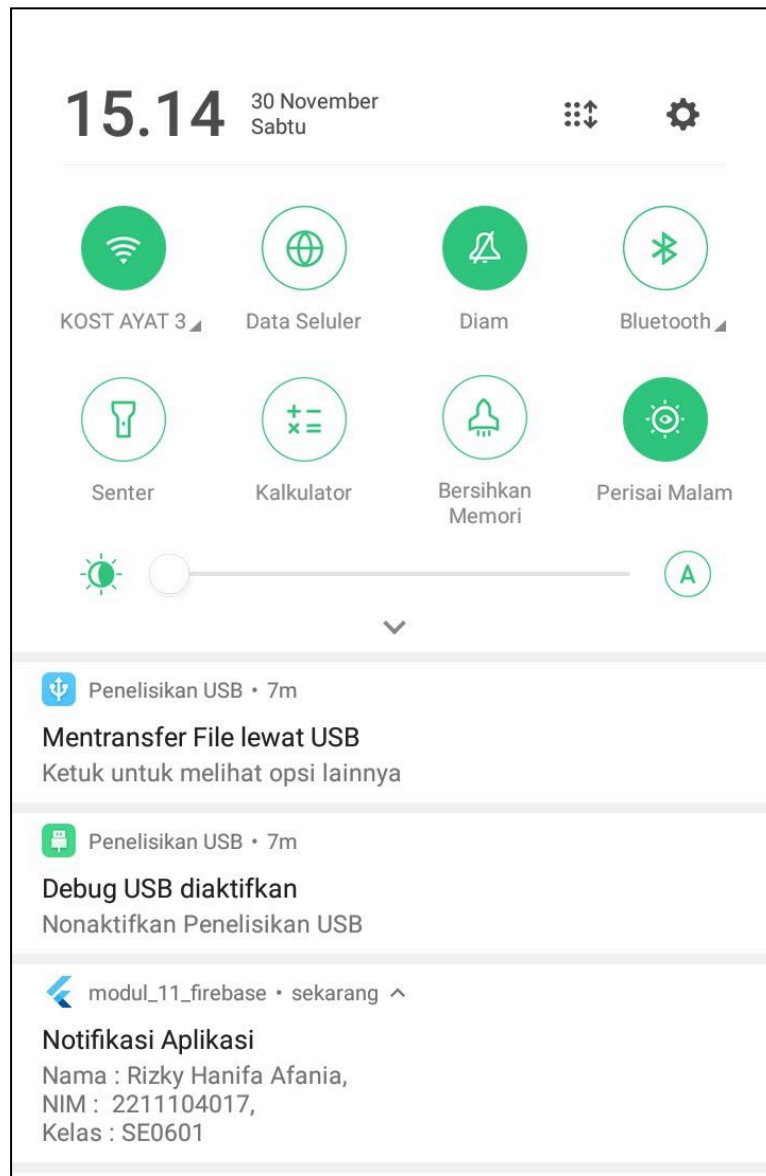 15.14
30 November
Sabtu
KOST AYAT 3
Data Seluler
Diam
Bluetooth
Senter
Kalkulator
Bersihkan
Memori
Perisai Malam
A
Penelisikan USB • 7m
Mentransfer File lewat USB
Ketuk untuk melihat opsi lainnya
Penelisikan USB • 7m
Debug USB diaktifkan
Nonaktifkan Penelisikan USB
modul_11_firebase • sekarang
Notifikasi Aplikasi
Nama : Rizky Hanifa Afania,
NIM :  2211104017,
Kelas : SE0601